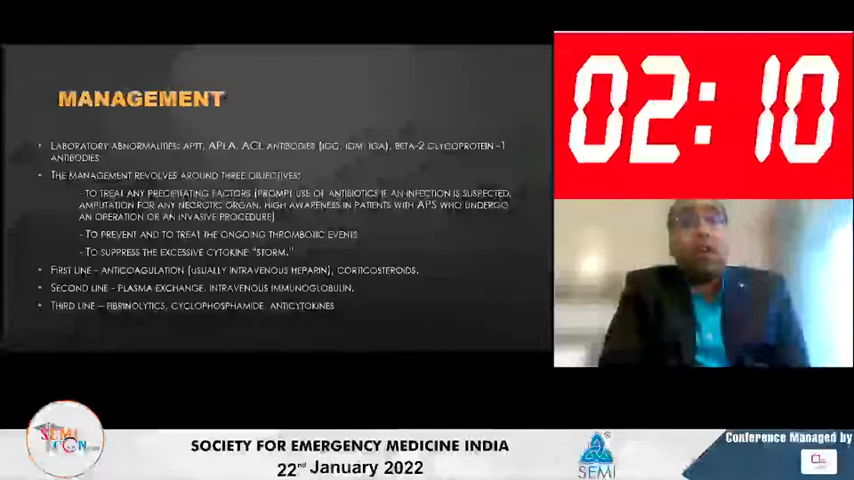 MANAGEMENT
• LABORATORY ABNORMALITIES: APTT, APLA, ACL ANTIBODIES (IGG, IGM, IGA), BETA-2 GLYCOPROTEIN -1
ANTIBODIES
• THE MANAGEMENT REVOLVES AROUND THREE OBJECTIVES:
- TO TREAT ANY PRECIPITATING FACTORS (PROMPT USE OF ANTIBIOTICS IF AN INFECTION IS SUSPECTED,
AMPUTATION FOR ANY NECROTIC ORGAN, HIGH AWARENESS IN PATIENTS WITH APS WHO UNDERGO
AN OPERATION OR AN INVASIVE PROCEDURE)
- TO PREVENT AND TO TREAT THE ONGOING THROMBOTIC EVENTS
- TO SUPPRESS THE EXCESSIVE CYTOKINE "STORM."
• FIRST LINE - ANTICOAGULATION (USUALLY INTRAVENOUS HEPARIN), CORTICOSTEROIDS.
• SECOND LINE - PLASMA EXCHANGE, INTRAVENOUS IMMUNOGLOBULIN.
• THIRD LINE – FIBRINOLYTICS, CYCLOPHOSPHAMIDE, ANTICYTOKINES
02:10
SOCIETY FOR EMERGENCY MEDICINE INDIA
22nd January 2022
SEMI
Conference Managed by